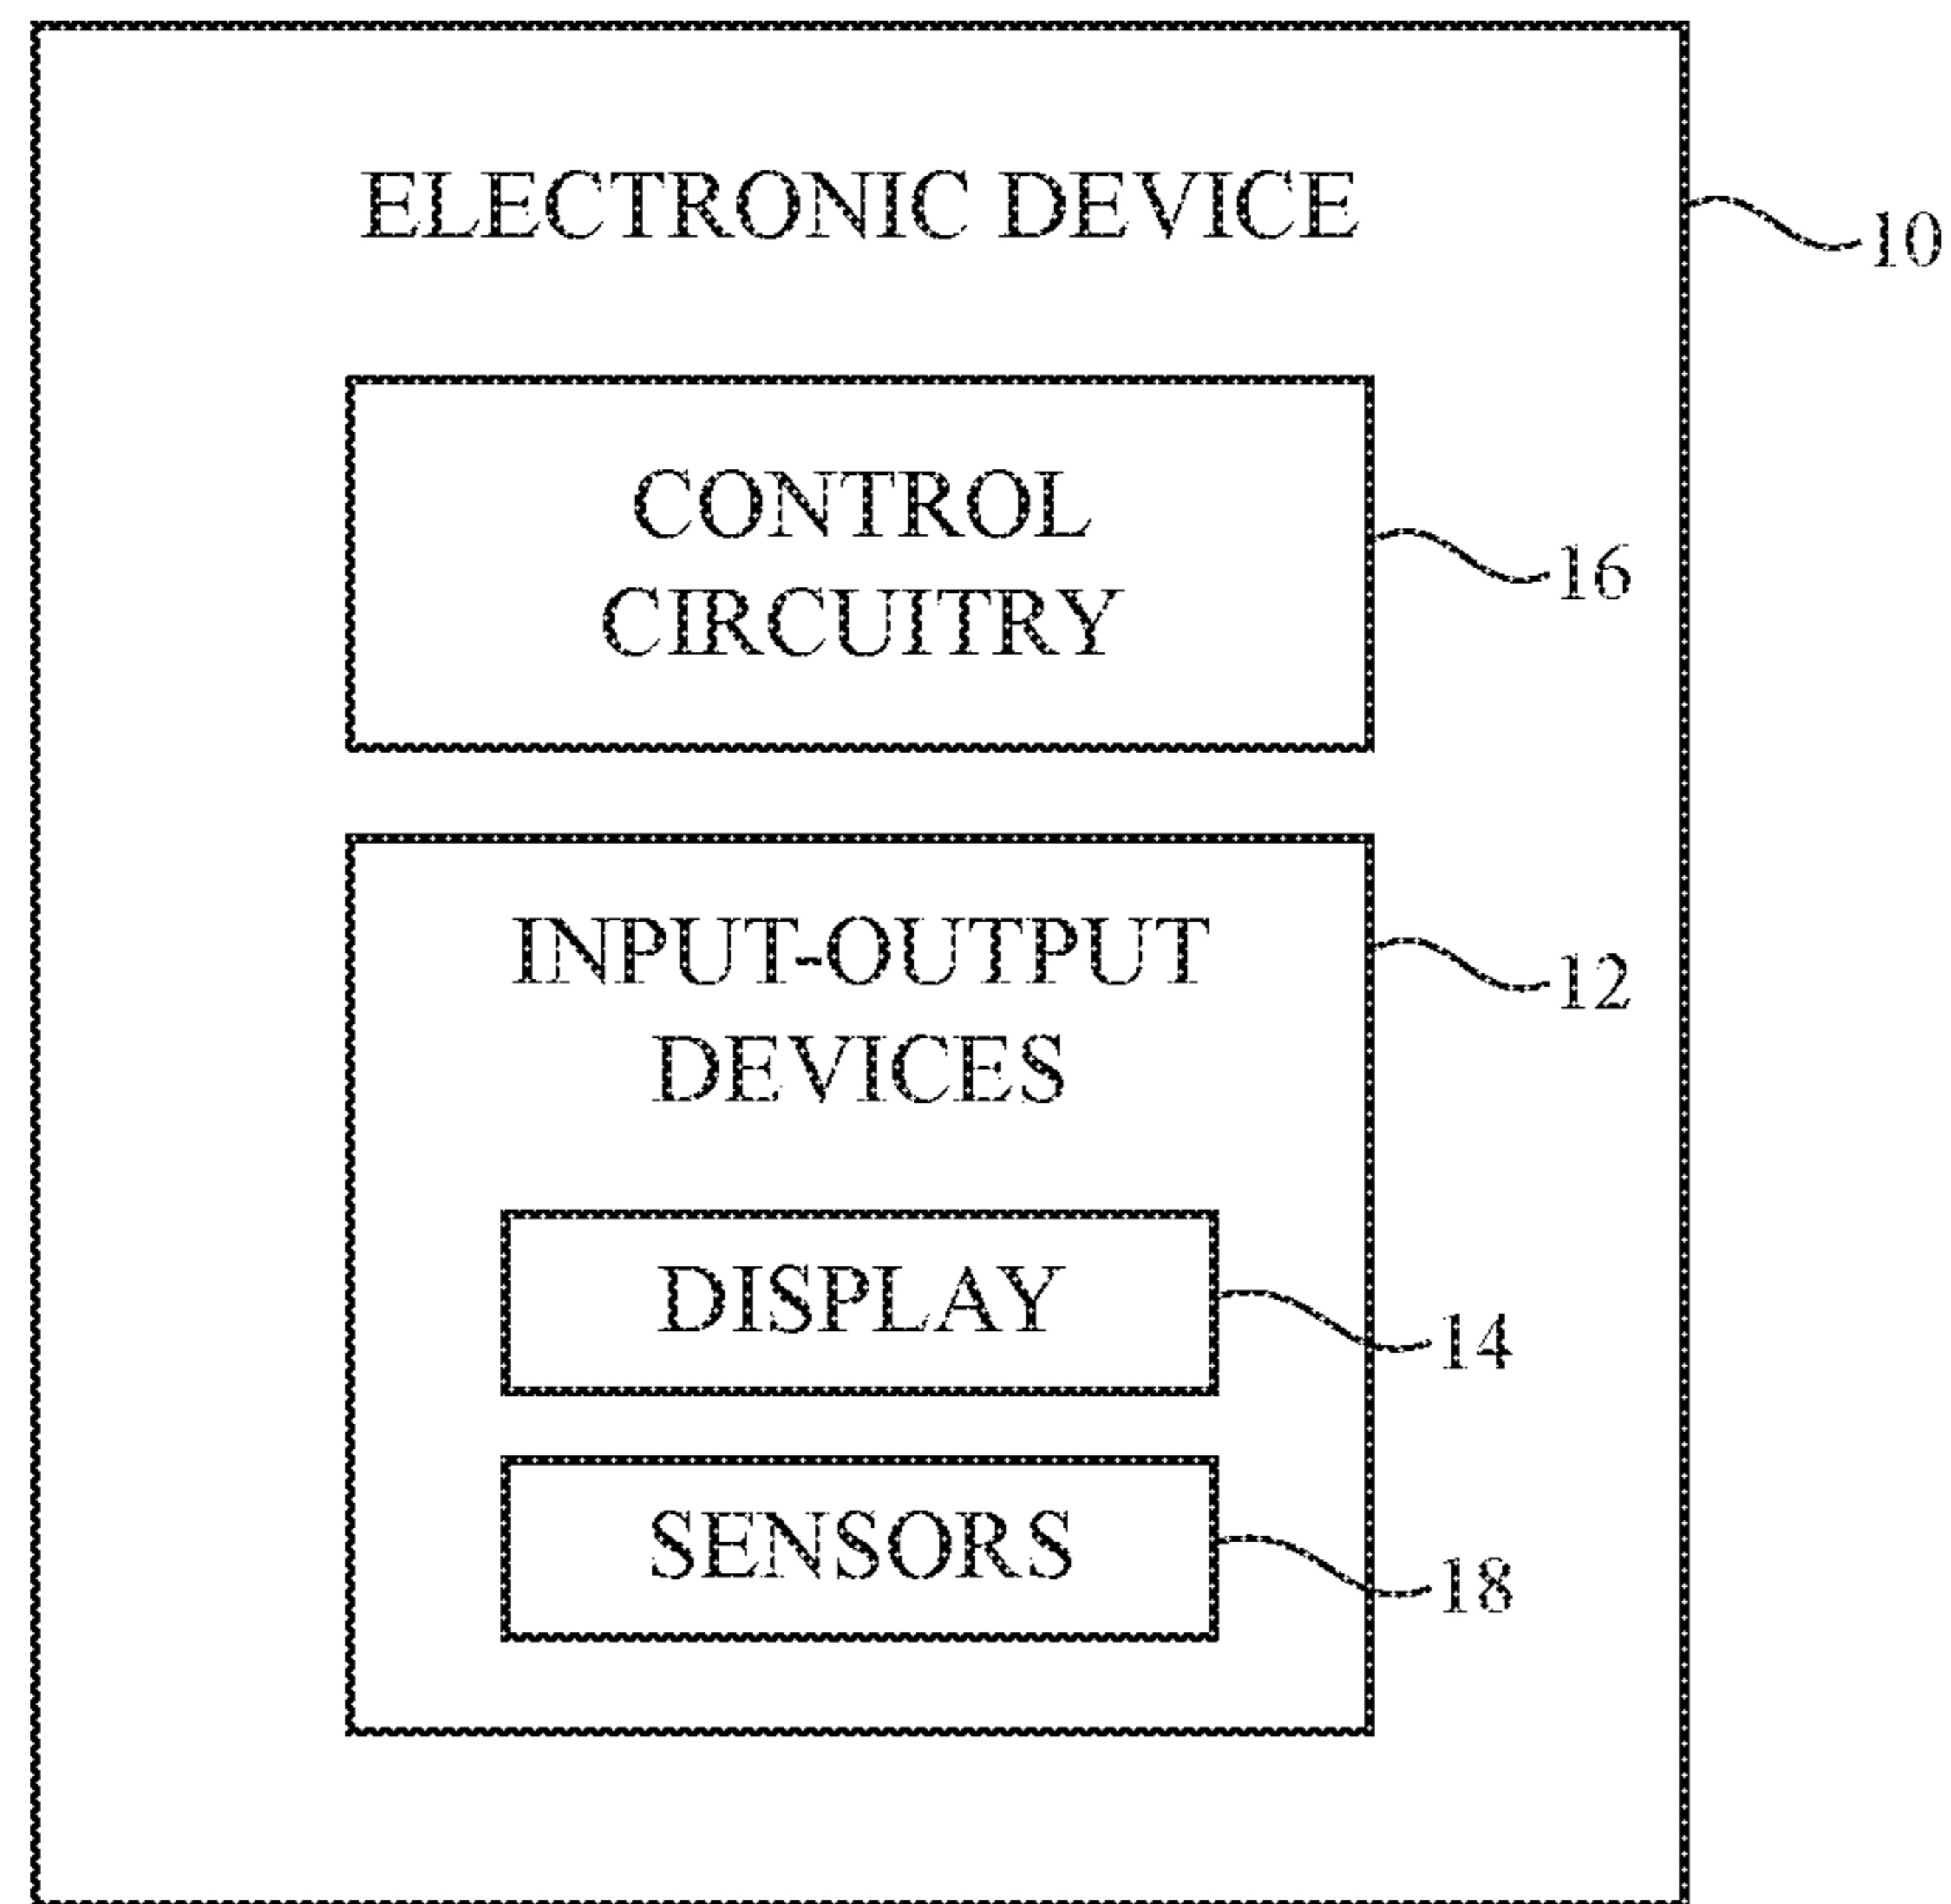 ELECTRONIC DEVICE
10
CONTROL
CIRCUITRY
16
INPUT-OUTPUT
DEVICES
12
DISPLAY
14
SENSORS
18